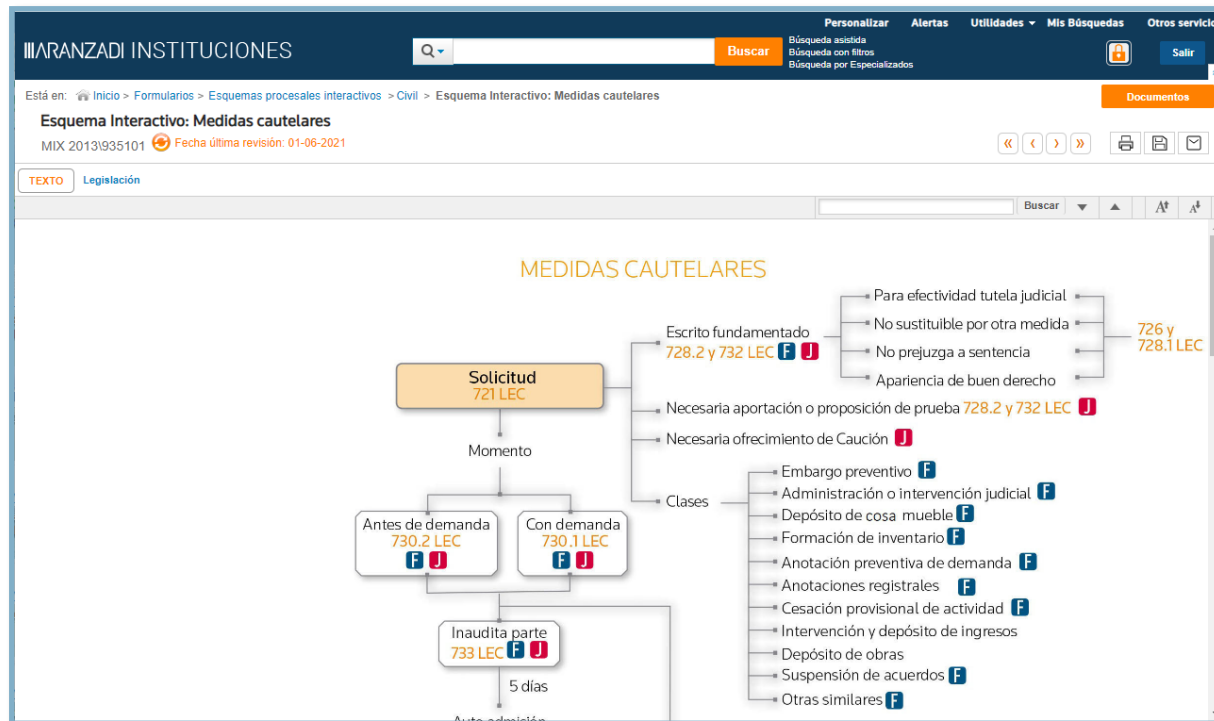 Personalizar Alertas Utilidades Mis Búsquedas Otros servicio
ARANZADI INSTITUCIONES
Buscar
Búsqueda asistida
Búsqueda con filtros
Búsqueda por Especializados
Salir
Está en: Inicio > Formularios > Esquemas procesales interactivos > Civil > Esquema Interactivo: Medidas cautelares
Documentos
Esquema Interactivo: Medidas cautelares
MIX 2013\935101 Fecha última revisión: 01-06-2021
TEXTO Legislación
Buscar
MEDIDAS CAUTELARES
Solicitud
721 LEC
Escrito fundamentado
728.2 y 732 LEC F J
Para efectividad tutela judicial
No sustituible por otra medida
No prejuzga a sentencia
Apariencia de buen derecho
726 y
728.1 LEC
Necesaria aportación o proposición de prueba 728.2 y 732 LEC J
Necesaria ofrecimiento de Caución J
Clases
Embargo preventivo F
Administración o intervención judicial F
Depósito de cosa mueble F
Formación de inventario F
Anotación preventiva de demanda F
Anotaciones registrales F
Cesación provisional de actividad F
Intervención y depósito de ingresos
Depósito de obras
Suspensión de acuerdos F
Otras similares F
Momento
Antes de demanda
730.2 LEC
F J
Con demanda
730.1 LEC
F J
Inaudita parte
733 LEC F J
5 días
Auto admisión